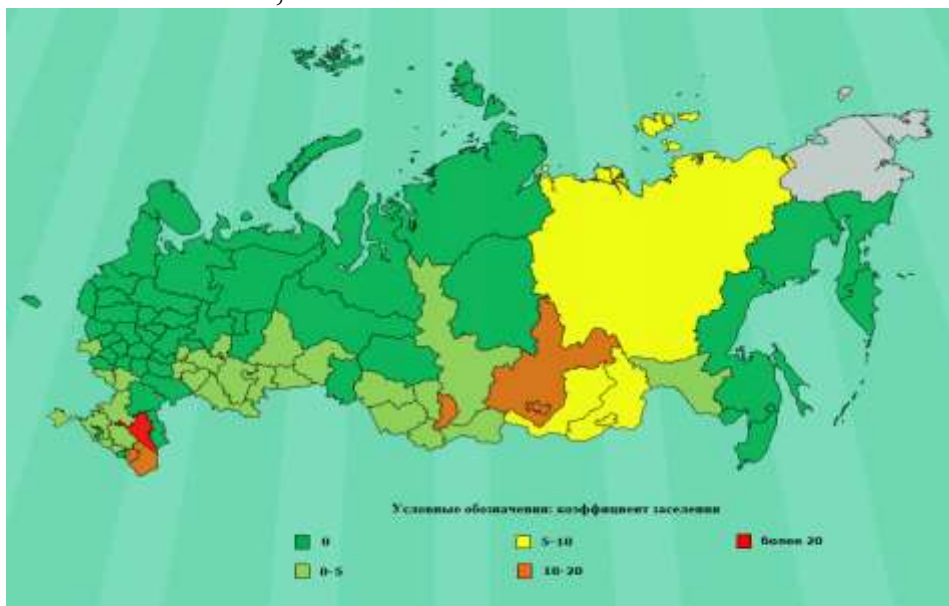 Условные обозначения: коэффициент заселения
0 5-10 более 20
0-5 10-20